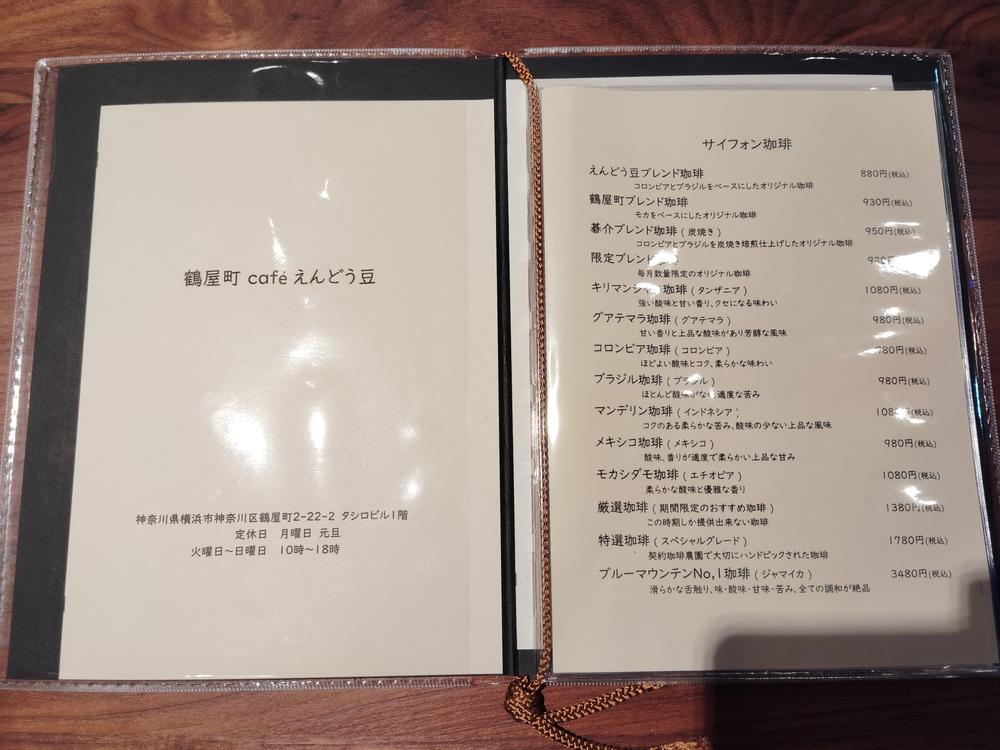 鶴屋町 café えんどう豆
神奈川県横浜市神奈川区鶴屋町2-22-2 タシロビル1階
定休日 月曜日 元旦
火曜日～日曜日 10時～18時
サイフォン珈琲
えんどう豆ブレンド珈琲 880円(税込)
コロンビアとブラジルをベースにしたオリジナル珈琲
鶴屋町ブレンド珈琲 930円(税込)
モカをベースにしたオリジナル珈琲
碁介ブレンド珈琲 ( 炭焼き ) 950円(税込)
コロンビアとブラジルを炭焼き焙煎仕上げしたオリジナル珈琲
限定ブレンド珈琲
毎月数量限定のオリジナル珈琲
キリマンジャロ珈琲 ( タンザニア ) 1080円(税込)
強い酸味と甘い香り、クセになる味わい
グアテマラ珈琲 ( グアテマラ ) 980円(税込)
甘い香りと上品な酸味があり芳醇な風味
コロンビア珈琲 ( コロンビア ) 980円(税込)
ほどよい酸味とコク、柔らかな味わい
ブラジル珈琲 ( ブラジル ) 980円(税込)
ほとんど酸味がなく適度な苦み
マンデリン珈琲 ( インドネシア ) (税込)
コクのある柔らかな苦み、酸味の少ない上品な風味
メキシコ珈琲 ( メキシコ ) 980円(税込)
酸味、香りが適度で柔らかい上品な甘み
モカシダモ珈琲 ( エチオピア ) 1080円(税込)
柔らかな酸味と優雅な香り
厳選珈琲 ( 期間限定のおすすめ珈琲 ) 1380円(税込)
この時期しか提供出来ない珈琲
特選珈琲 ( スペシャルグレード ) 1780円(税込)
契約珈琲農園で大切にハンドピックされた珈琲
ブルーマウンテンNo,1珈琲 ( ジャマイカ ) 3480円(税込)
滑らかな舌触り、味・酸味・甘味・苦み、全ての調和が絶品